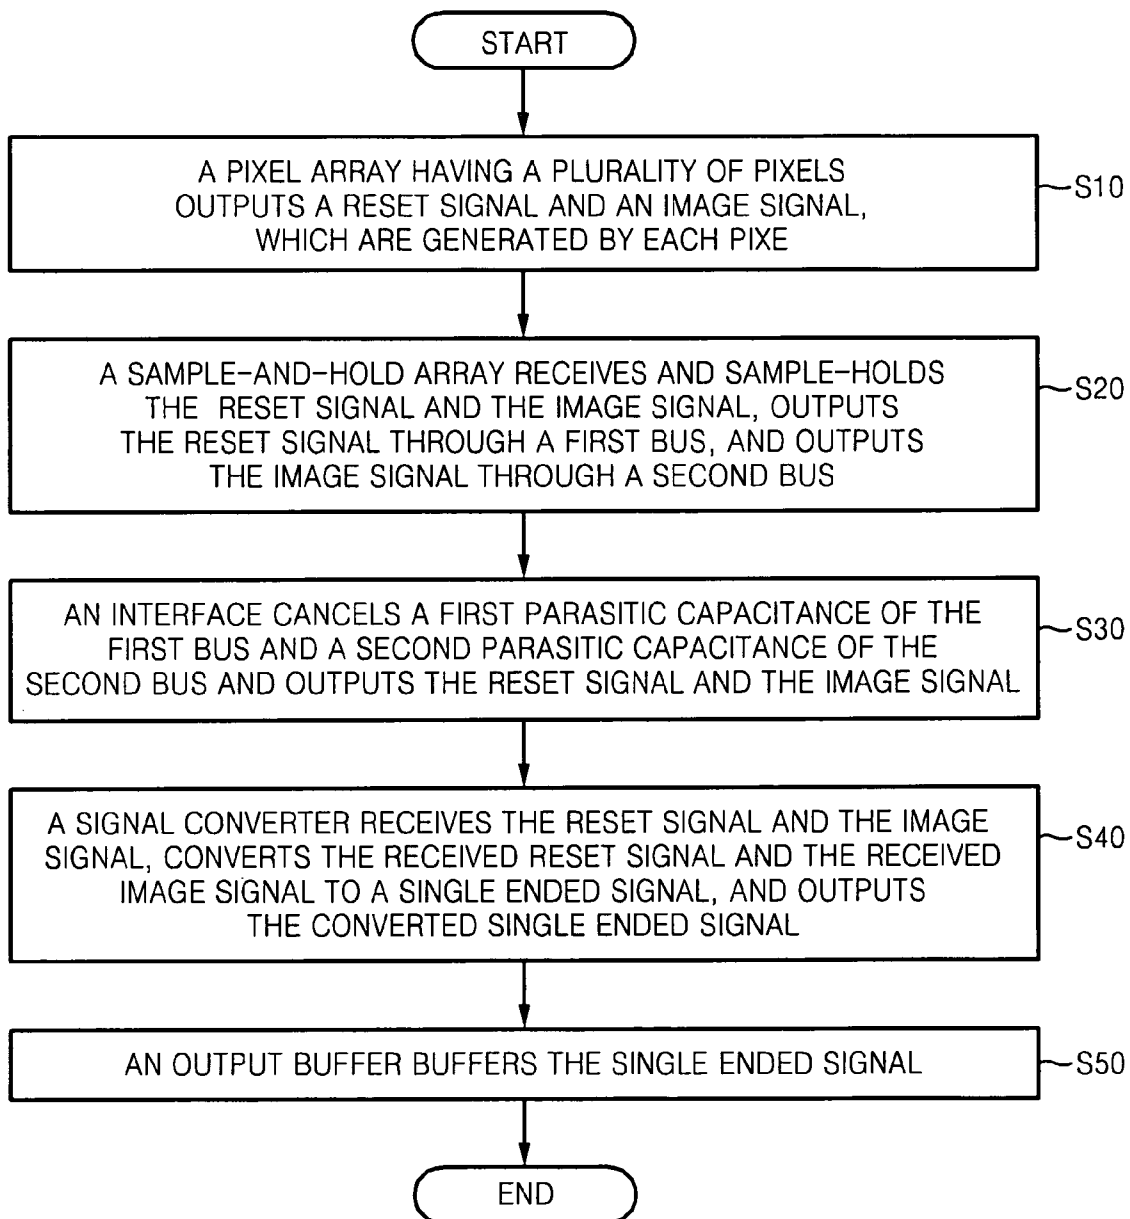 START
A PIXEL ARRAY HAVING A PLURALITY OF PIXELS
OUTPUTS A RESET SIGNAL AND AN IMAGE SIGNAL,
WHICH ARE GENERATED BY EACH PIXE
S10
A SAMPLE-AND-HOLD ARRAY RECEIVES AND SAMPLE-HOLDS
THE RESET SIGNAL AND THE IMAGE SIGNAL, OUTPUTS
THE RESET SIGNAL THROUGH A FIRST BUS, AND OUTPUTS
THE IMAGE SIGNAL THROUGH A SECOND BUS
S20
AN INTERFACE CANCELS A FIRST PARASITIC CAPACITANCE OF THE
FIRST BUS AND A SECOND PARASITIC CAPACITANCE OF THE
SECOND BUS AND OUTPUTS THE RESET SIGNAL AND THE IMAGE SIGNAL
S30
A SIGNAL CONVERTER RECEIVES THE RESET SIGNAL AND THE IMAGE
SIGNAL, CONVERTS THE RECEIVED RESET SIGNAL AND THE RECEIVED
IMAGE SIGNAL TO A SINGLE ENDED SIGNAL, AND OUTPUTS
THE CONVERTED SINGLE ENDED SIGNAL
S40
AN OUTPUT BUFFER BUFFERS THE SINGLE ENDED SIGNAL
S50
END